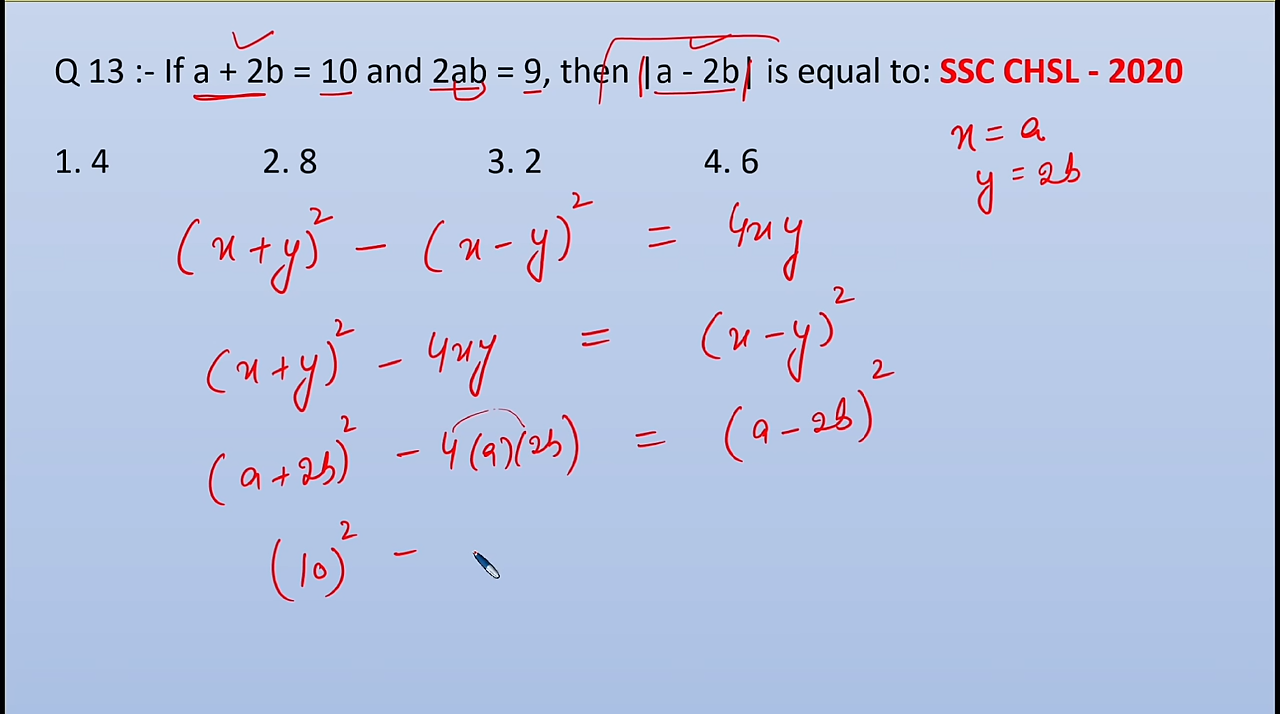 Q 13 :- If a + 2b = 10 and 2ab = 9, then |a - 2b| is equal to: SSC CHSL - 2020
x = a
1. 4 2. 8 3. 2 4. 6
y = 2b
(x+y)² - (x-y)² = 4xy
(x+y)² - 4xy = (x-y)²
(a+2b)² - 4(a)(2b) = (a-2b)²
(10)² -